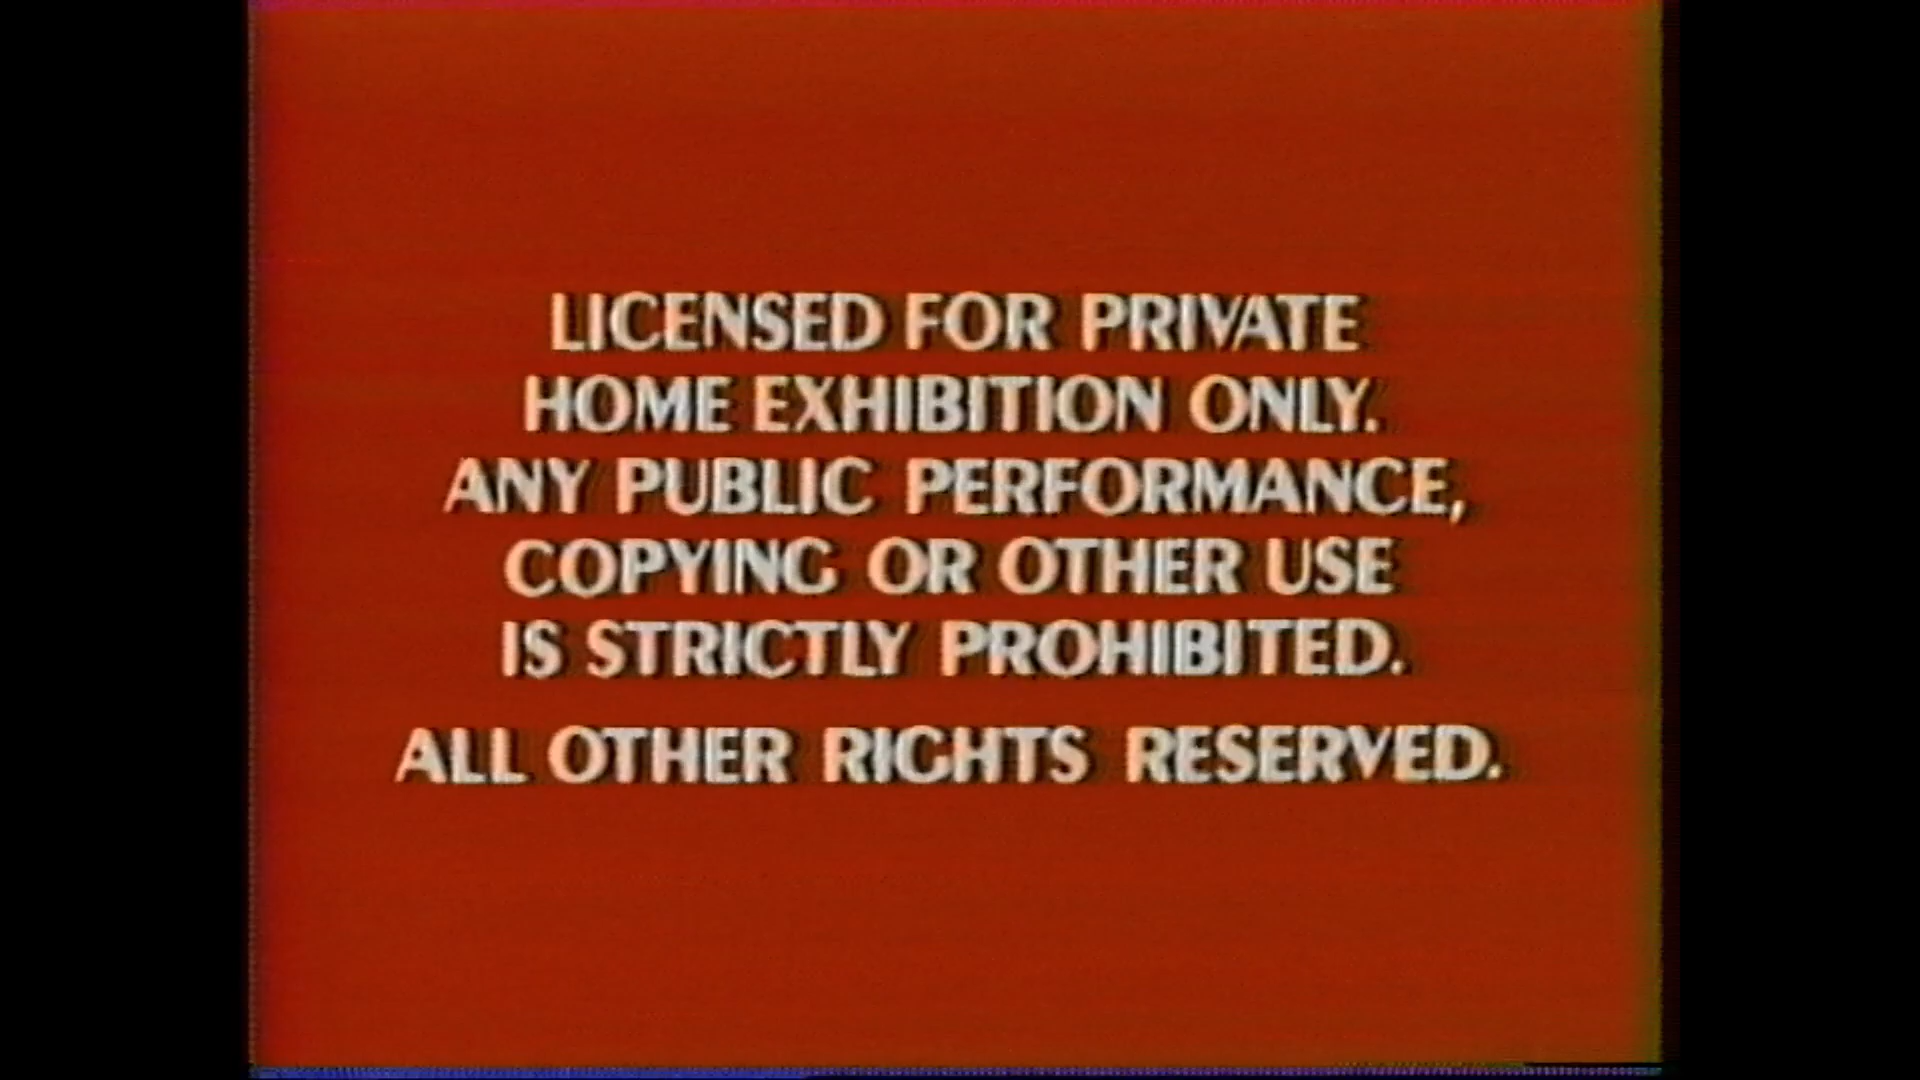 LICENSED FOR PRIVATE
HOME EXHIBITION ONLY.
ANY PUBLIC PERFORMANCE,
COPYING OR OTHER USE
IS STRICTLY PROHIBITED.
ALL OTHER RIGHTS RESERVED.